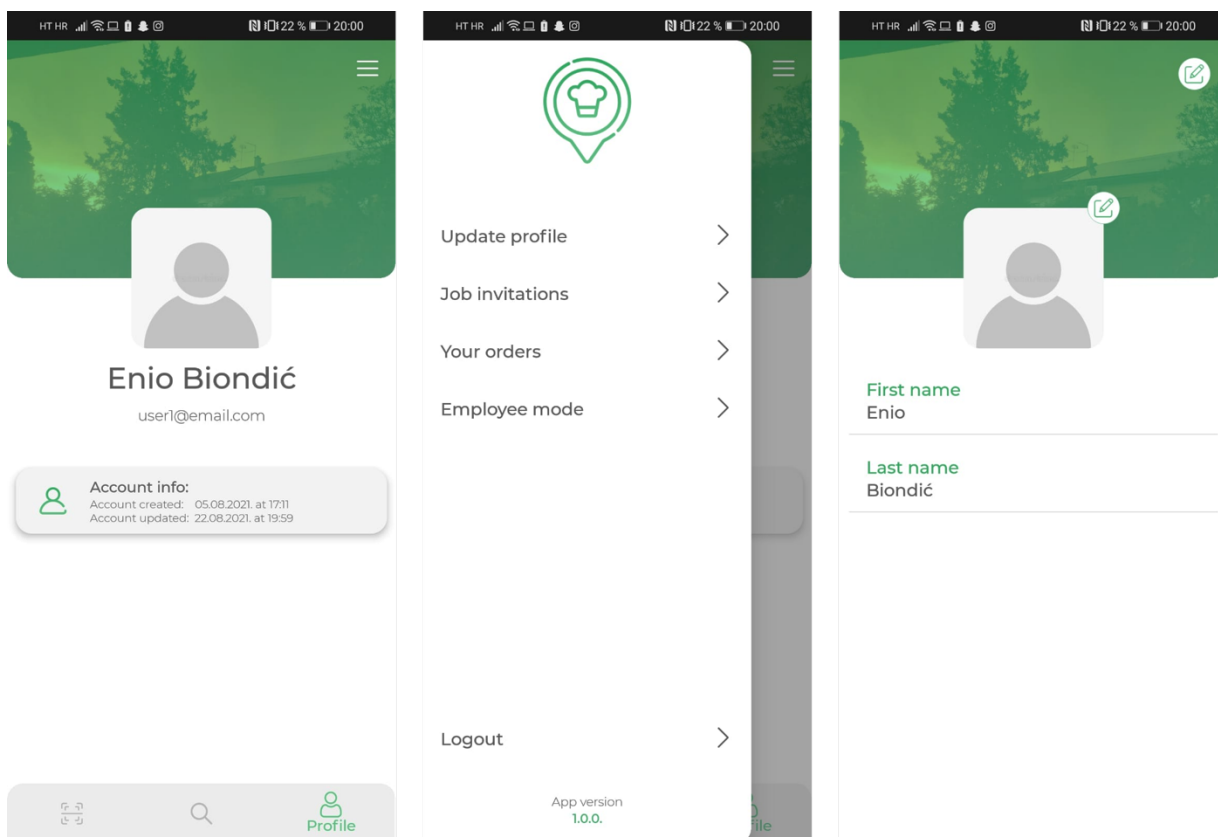 HT HR 22 % 20:00
Enio Biondić
user1@email.com
Account info:
Account created: 05.08.2021. at 17:11
Account updated: 22.08.2021. at 19:59
Profile
HT HR 22 % 20:00
Update profile
Job invitations
Your orders
Employee mode
Logout
App version
1.0.0.
ile
HT HR 22 % 20:00
First name
Enio
Last name
Biondić